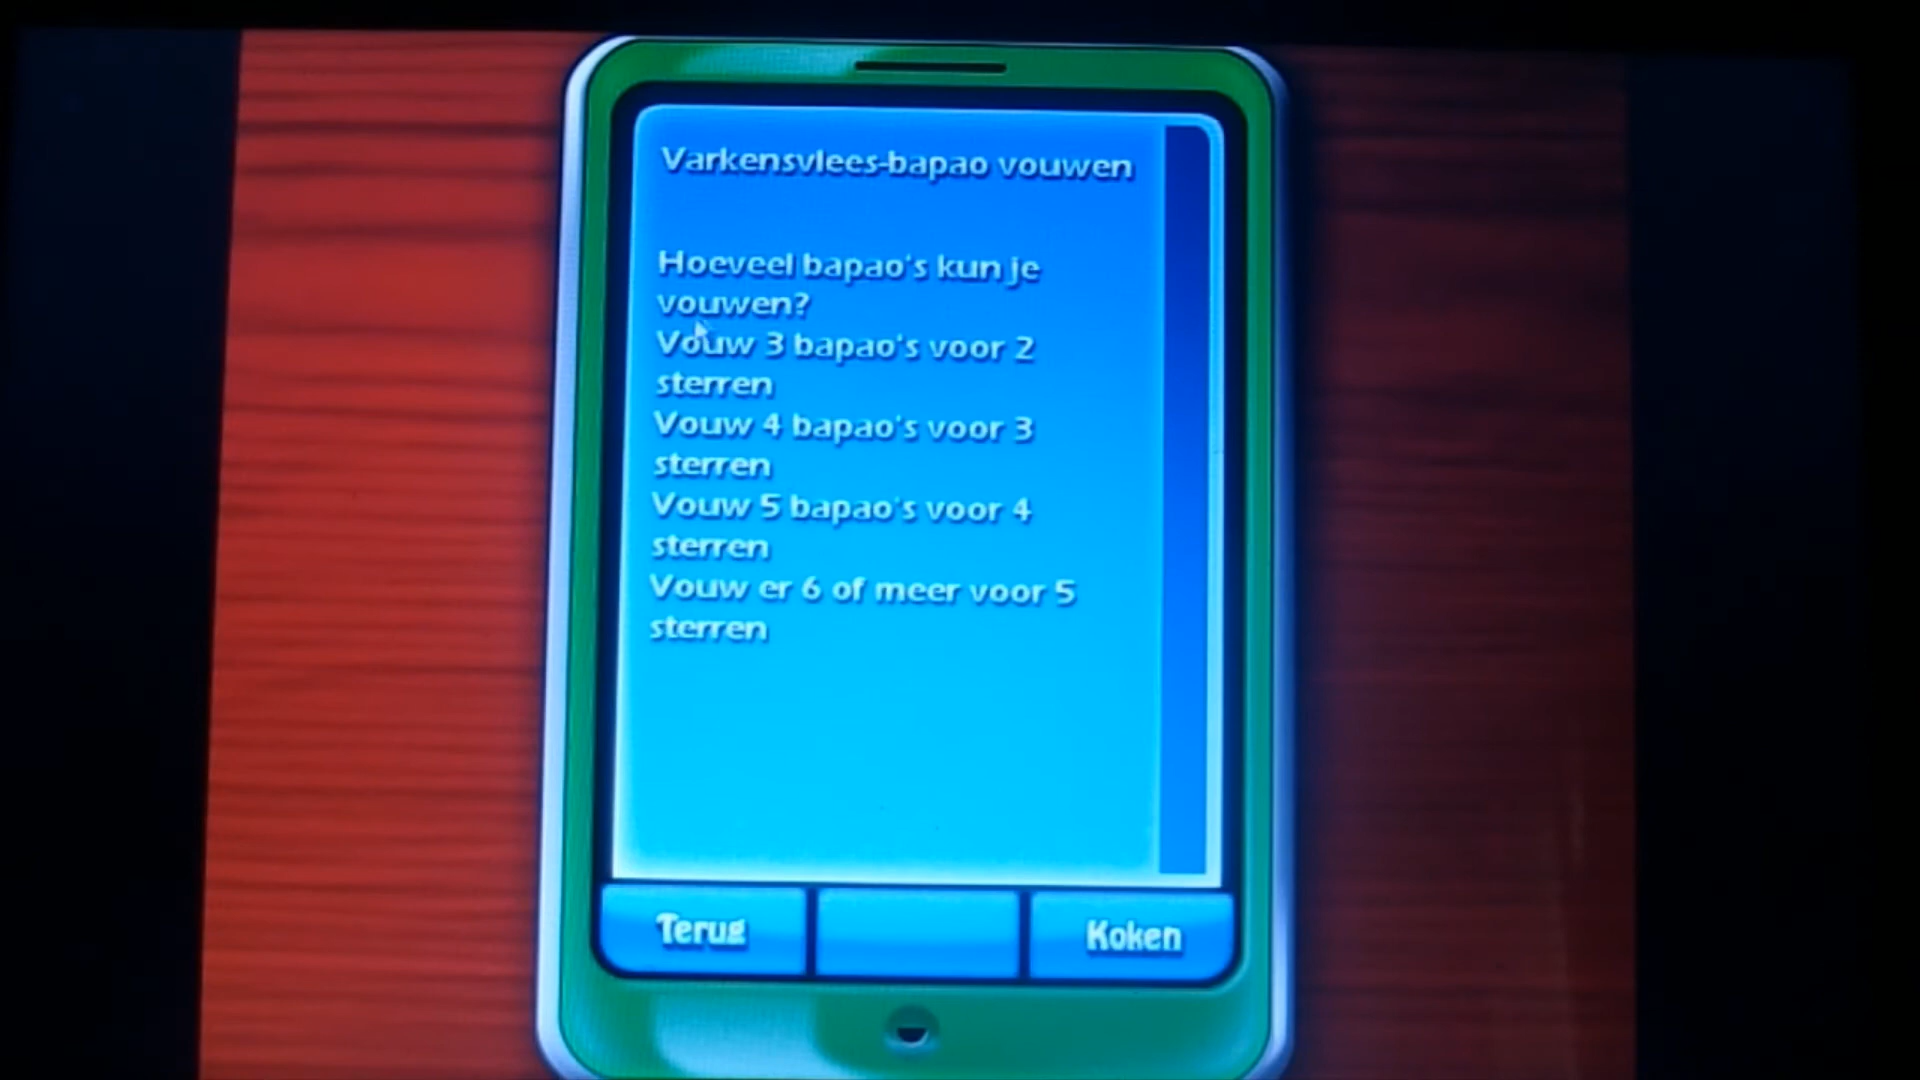 Varkensvlees-bapao vouwen
Hoeveel bapao's kun je
vouwen?
Vouw 3 bapao's voor 2
sterren
Vouw 4 bapao's voor 3
sterren
Vouw 5 bapao's voor 4
sterren
Vouw er 6 of meer voor 5
sterren
Terug
Koken